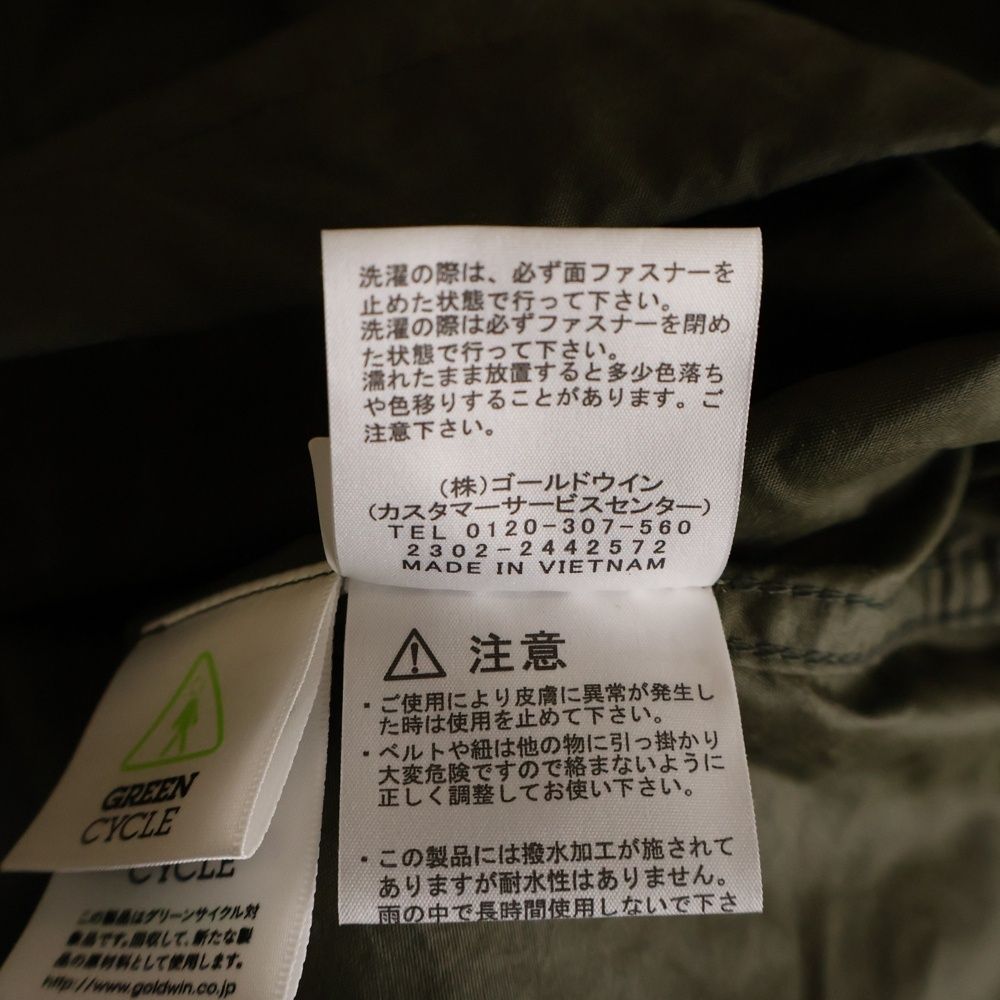 洗濯の際は、必ず面ファスナーを
止めた状態で行って下さい。
洗濯の際は必ずファスナーを閉め
た状態で行って下さい。
濡れたまま放置すると多少色落ち
や色移りすることがあります。ご
注意下さい。
(株)ゴールドウイン
(カスタマーサービスセンター)
TEL 0120-307-560
2302-2442572
MADE IN VIETNAM
注意
・ご使用により皮膚に異常が発生し
た時は使用を止めて下さい。
・ベルトや紐は他の物に引っ掛かり
大変危険ですので絡まないように
正しく調整してお使い下さい。
・この製品には撥水加工が施されて
ありますが耐水性はありません。
雨の中で長時間使用しないで下さ
GREEN
CYCLE
CYCLE
この製品はグリーンサイクル対
象品です。回収して、新たな製
品の原材料として使用します。
http://www.goldwin.co.jp